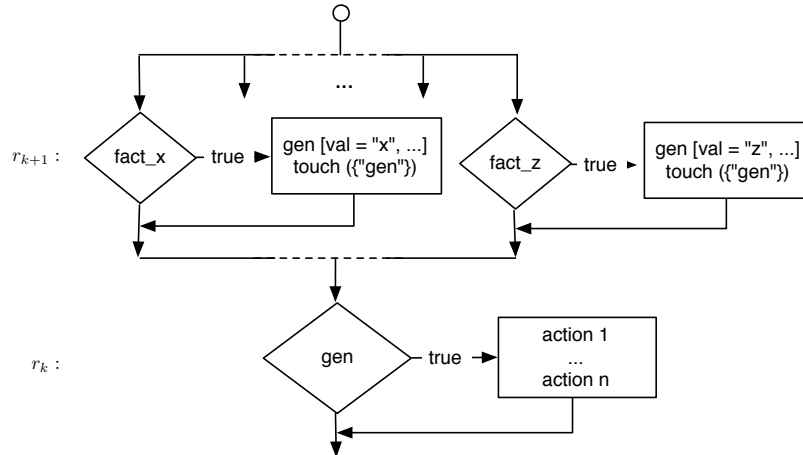 ...
r_{k+1} :
fact_x
true
gen [val = "x", ...]
touch ({"gen"})
fact_z
true
gen [val = "z", ...]
touch ({"gen"})
r_k :
gen
true
action 1
...
action n